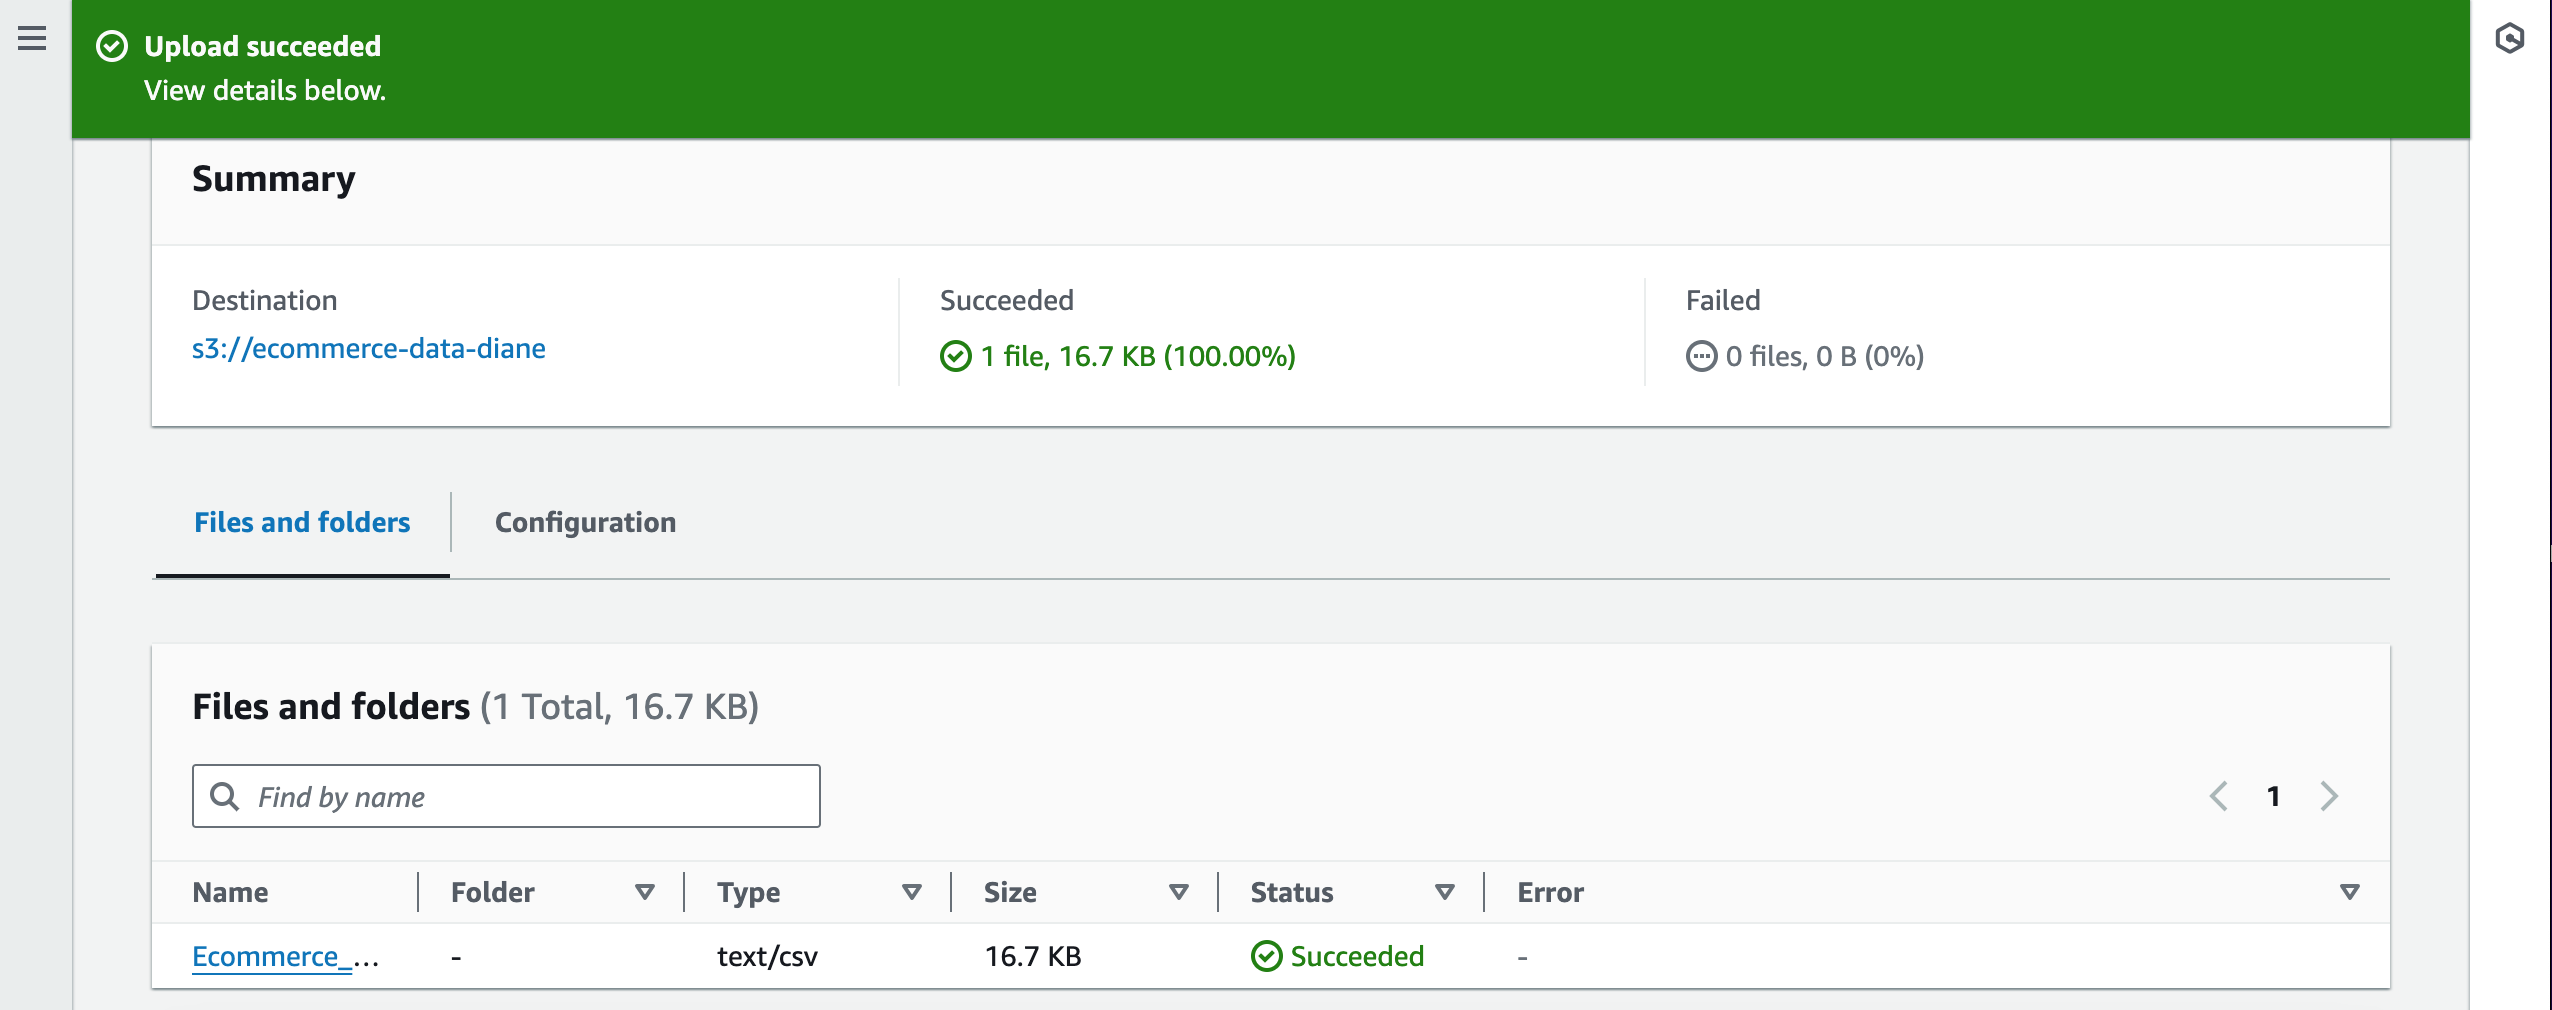 Upload succeeded
View details below.
Summary
Destination
s3://ecommerce-data-diane
Succeeded
1 file, 16.7 KB (100.00%)
Failed
0 files, 0 B (0%)
Files and folders
Configuration
Files and folders (1 Total, 16.7 KB)
Find by name
1
Name Folder Type Size Status Error
Ecommerce_... - text/csv 16.7 KB Succeeded -